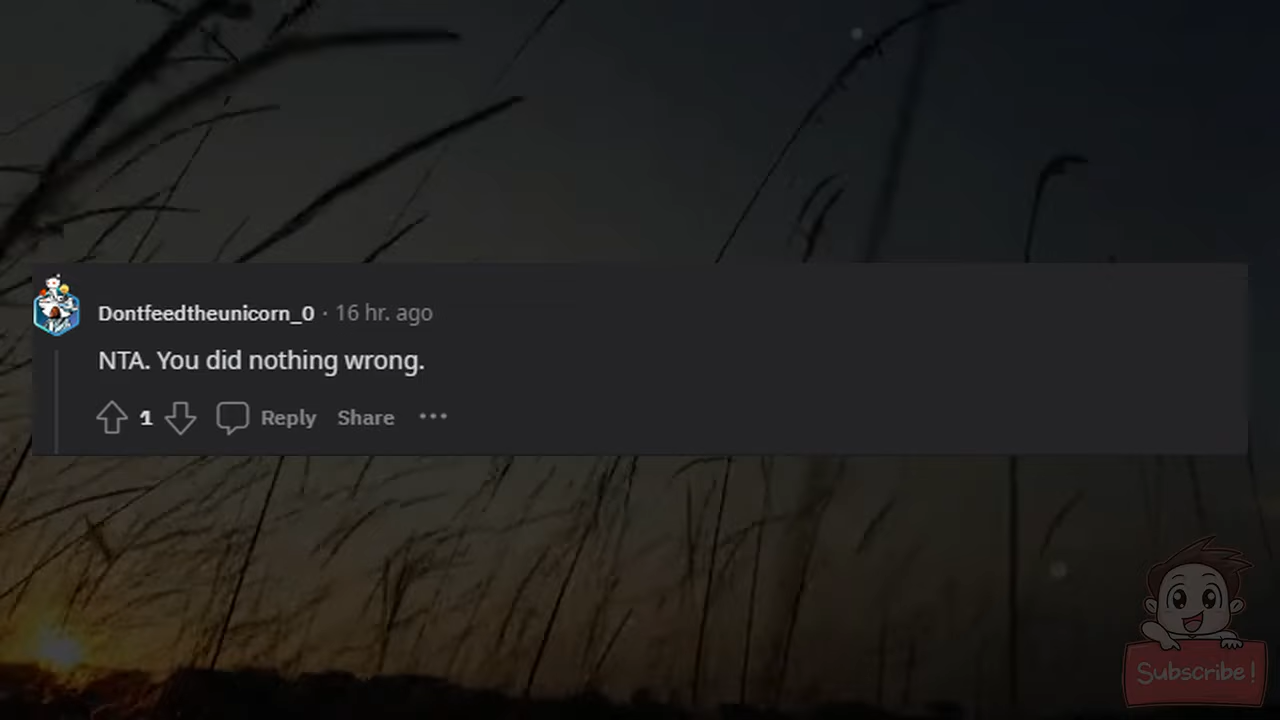 Dontfeedtheunicorn_0 · 16 hr. ago
NTA. You did nothing wrong.
1 Reply Share ···
Subscribe!